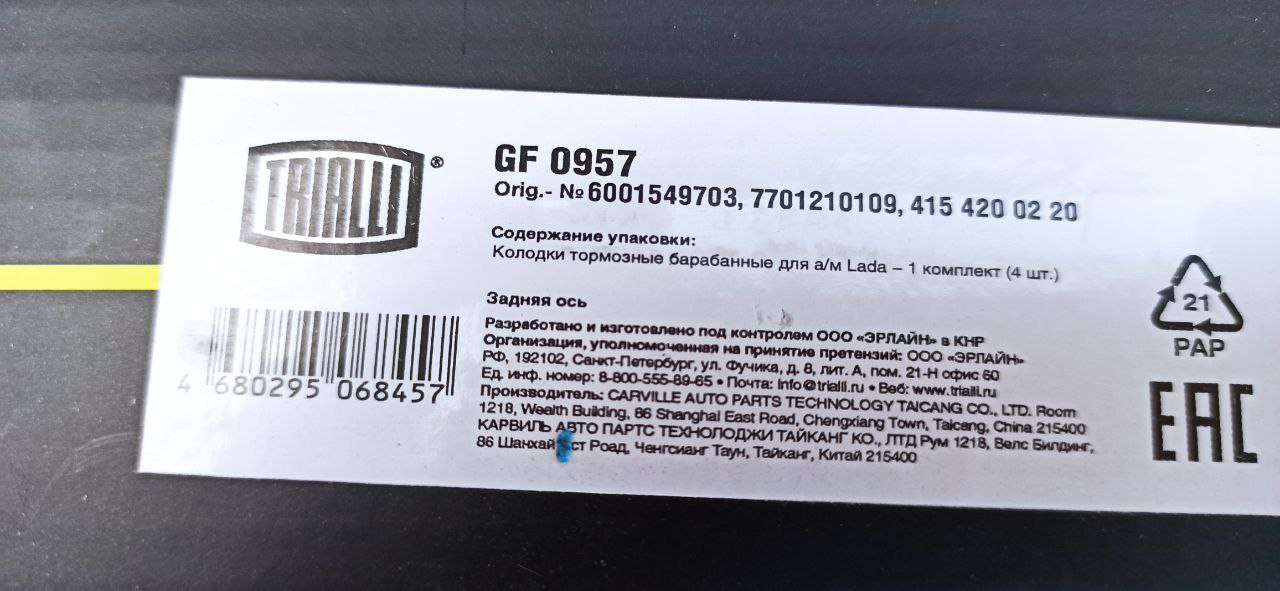 TRIALLI®
GF 0957
Orig.- №6001549703, 7701210109, 415 420 02 20
Содержание упаковки:
Колодки тормозные барабанные для а/м Lada – 1 комплект (4 шт.)
Задняя ось
Разработано и изготовлено под контролем ООО «ЭРЛАЙН» в КНР
Организация, уполномоченная на принятие претензий: ООО «ЭРЛАЙН»
РФ, 192102, Санкт-Петербург, ул. Фучика, д. 8, лит. А, пом. 21-Н офис 60
Ед. инф. номер: 8-800-555-89-65 • Почта: info@trialli.ru • Веб: www.trialli.ru
Производитель: CARVILLE AUTO PARTS TECHNOLOGY TAICANG CO., LTD. Room
1218, Wealth Building, 86 Shanghai East Road, Chengxiang Town, Taicang, China 215400
КАРВИЛЬ АВТО ПАРТС ТЕХНОЛОДЖИ ТАЙКАНГ КО., ЛТД Рум 1218, Велс Билдинг,
86 Шанхай ст Роад, Ченгсианг Таун, Тайканг, Китай 215400
4 680295 068457
21
PAP
EAC